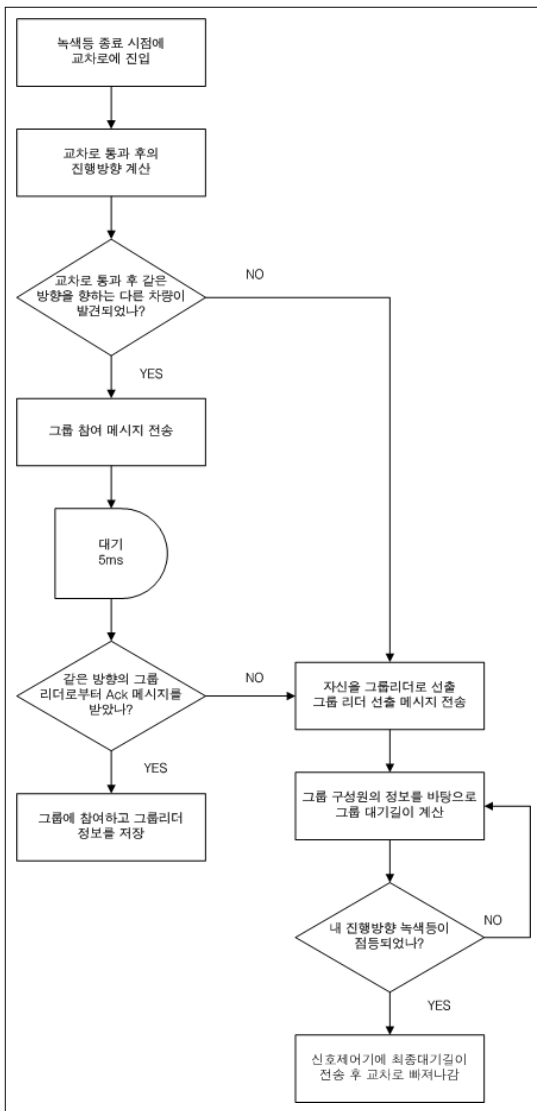 녹색등 종료 시점에
교차로에 진입
교차로 통과 후의
진행방향 계산
교차로 통과 후 같은
방향을 향하는 다른 차량이
발견되었나?
NO
YES
그룹 참여 메시지 전송
대기
5ms
같은 방향의 그룹
리더로부터 Ack 메시지를
받았나?
NO
YES
그룹에 참여하고 그룹리더
정보를 저장
자신을 그룹리더로 선출
그룹 리더 선출 메시지 전송
그룹 구성원의 정보를 바탕으로
그룹 대기길이 계산
내 진행방향 녹색등이
점등되었나?
NO
YES
신호제어기에 최종대기길이
전송 후 교차로 빠져나감